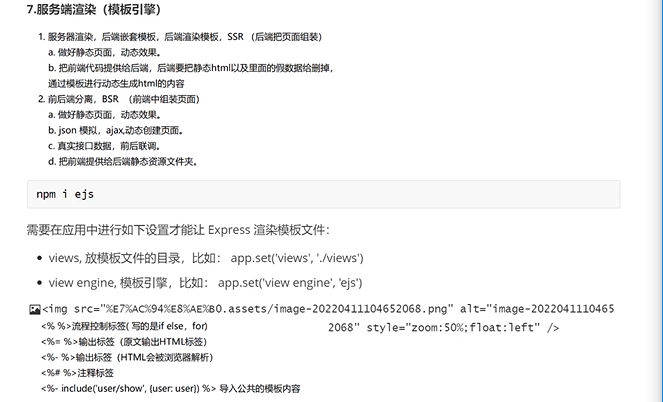 7.服务端渲染（模板引擎）
1. 服务器渲染，后端嵌套模板，后端渲染模板，SSR （后端把页面组装）
a. 做好静态页面，动态效果。
b. 把前端代码提供给后端，后端要把静态html以及里面的假数据给删掉，
通过模板进行动态生成html的内容
2. 前后端分离，BSR （前端中组装页面）
a. 做好静态页面，动态效果。
b. json 模拟，ajax,动态创建页面。
c. 真实接口数据，前后联调。
d. 把前端提供给后端静态资源文件夹。
npm i ejs
需要在应用中进行如下设置才能让 Express 渲染模板文件：
• views, 放模板文件的目录，比如： app.set('views', './views')
• view engine, 模板引擎，比如： app.set('view engine', 'ejs')
<img src="%E7%AC%94%E8%AE%B0.assets/image-20220411104652068.png" alt="image-2022041110465
2068" style="zoom:50%;float:left" />
<% %>流程控制标签( 写的是if else，for)
<%= %>输出标签（原文输出HTML标签）
<%- %>输出标签（HTML会被浏览器解析）
<%# %>注释标签
<%- include('user/show', {user: user}) %> 导入公共的模板内容